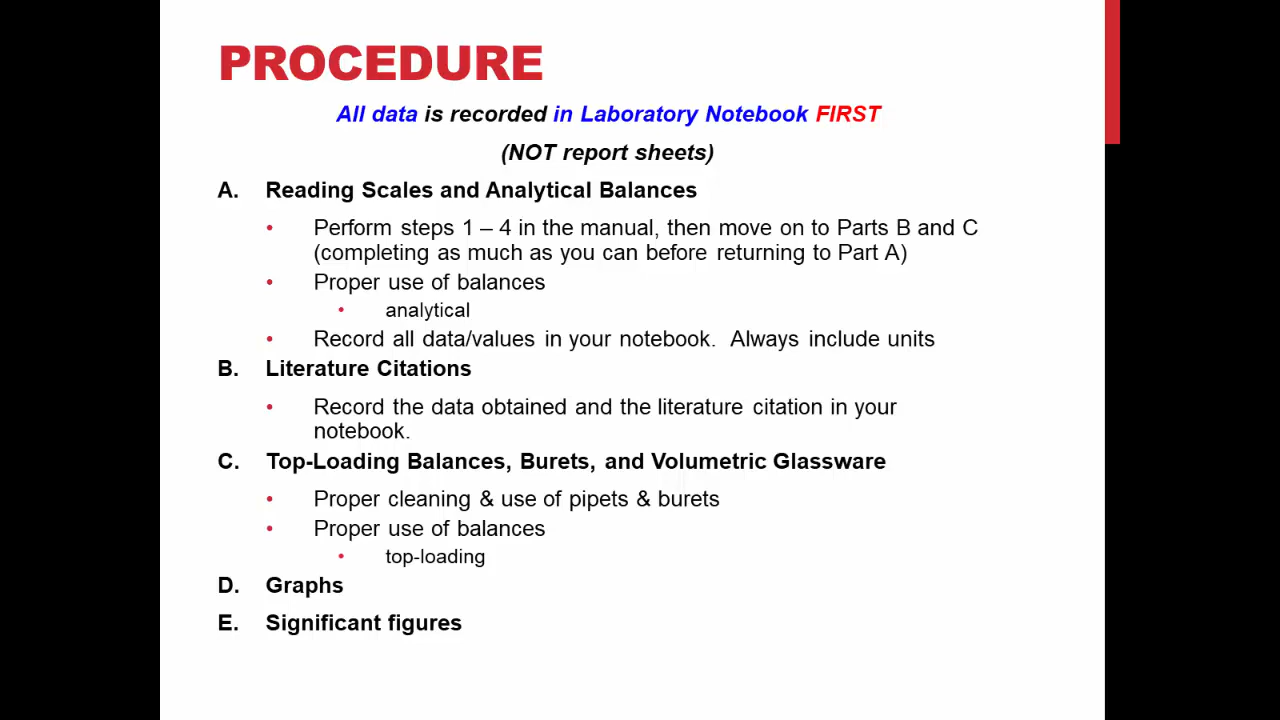 PROCEDURE
All data is recorded in Laboratory Notebook FIRST
(NOT report sheets)
A. Reading Scales and Analytical Balances
• Perform steps 1 – 4 in the manual, then move on to Parts B and C
(completing as much as you can before returning to Part A)
• Proper use of balances
• analytical
• Record all data/values in your notebook.  Always include units
B. Literature Citations
• Record the data obtained and the literature citation in your
notebook.
C. Top-Loading Balances, Burets, and Volumetric Glassware
• Proper cleaning & use of pipets & burets
• Proper use of balances
• top-loading
D. Graphs
E. Significant figures